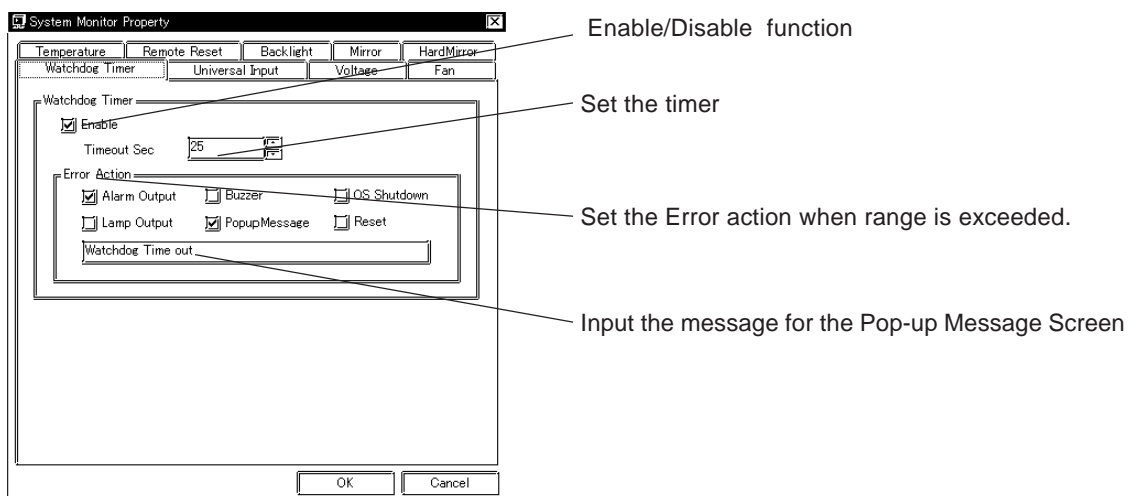 System Monitor Property
Temperature Remote Reset Backlight Mirror HardMirror
Watchdog Timer Universal Input Voltage Fan
Watchdog Timer
Enable
Timeout Sec 25
Error Action
Alarm Output Buzzer OS Shutdown
Lamp Output PopupMessage Reset
Watchdog Time out
OK Cancel
Enable/Disable function
Set the timer
Set the Error action when range is exceeded.
Input the message for the Pop-up Message Screen